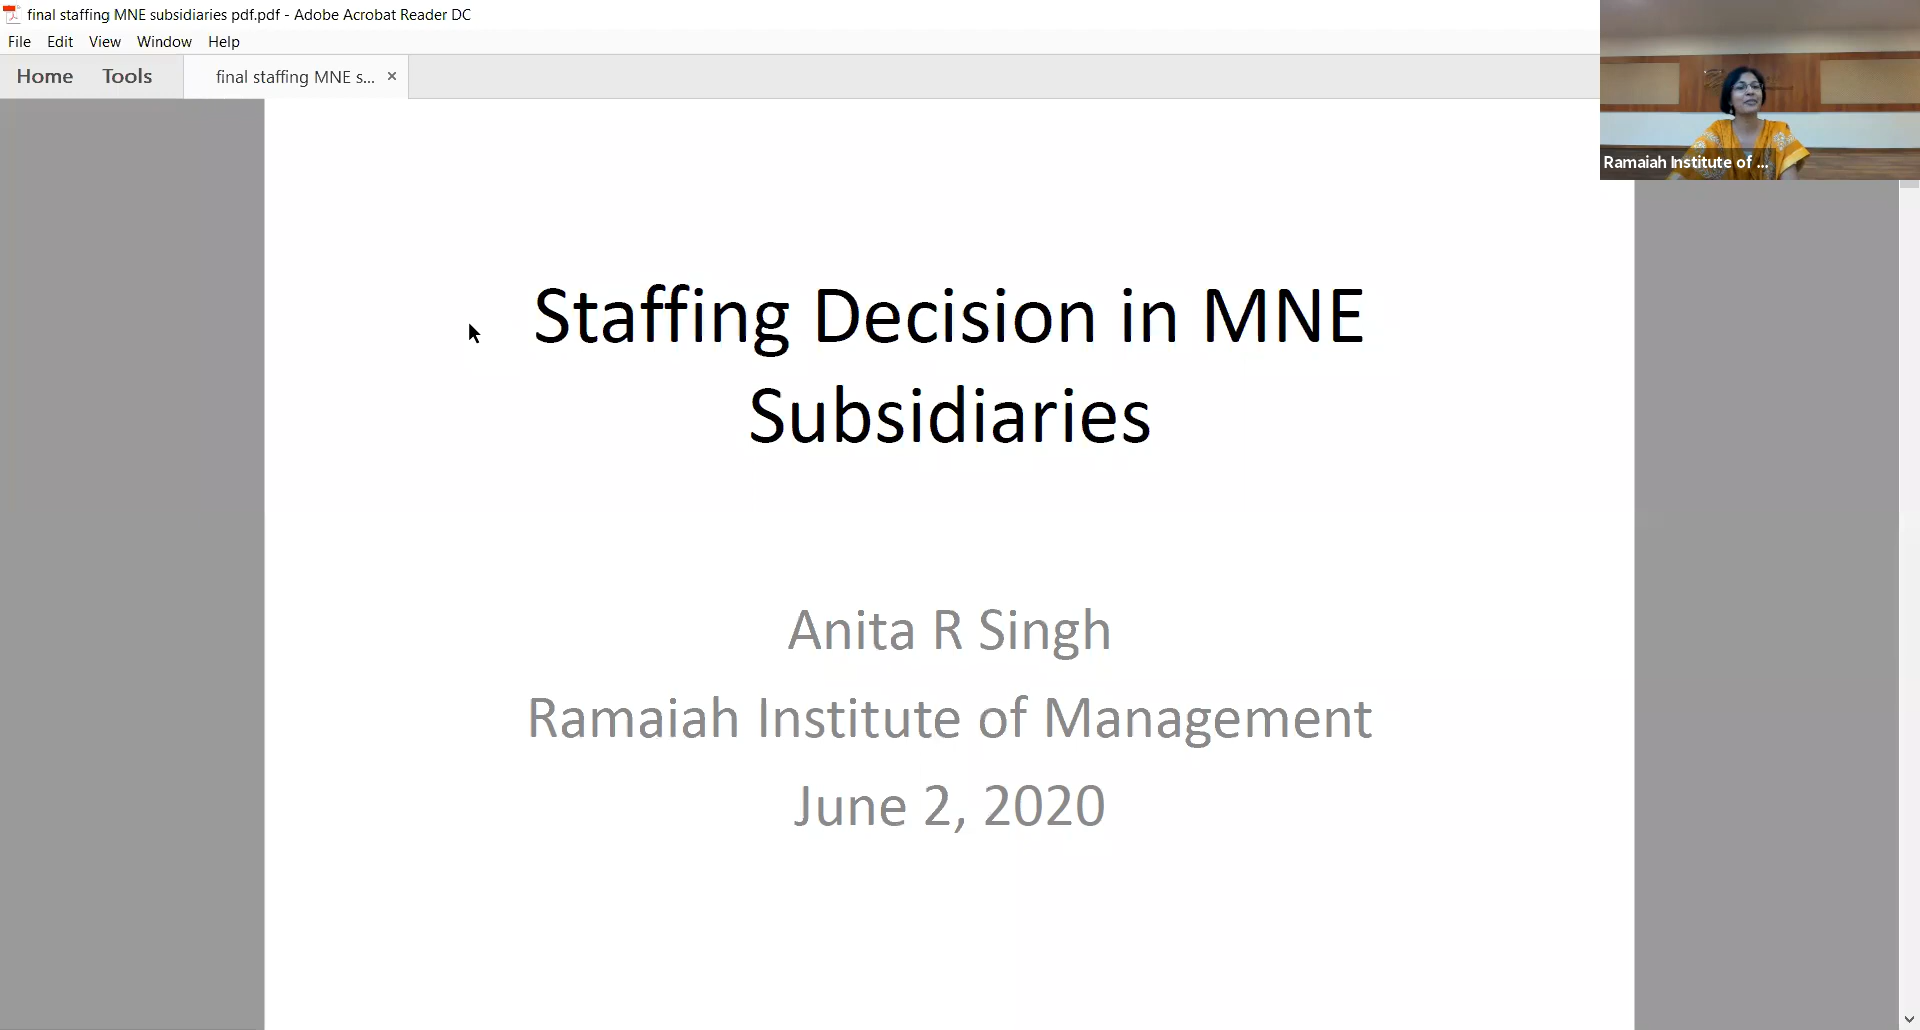 final staffing MNE subsidiaries pdf.pdf - Adobe Acrobat Reader DC
File Edit View Window Help
Home Tools final staffing MNE s... ×
Ramaiah Institute of ...
Staffing Decision in MNE
Subsidiaries
Anita R Singh
Ramaiah Institute of Management
June 2, 2020